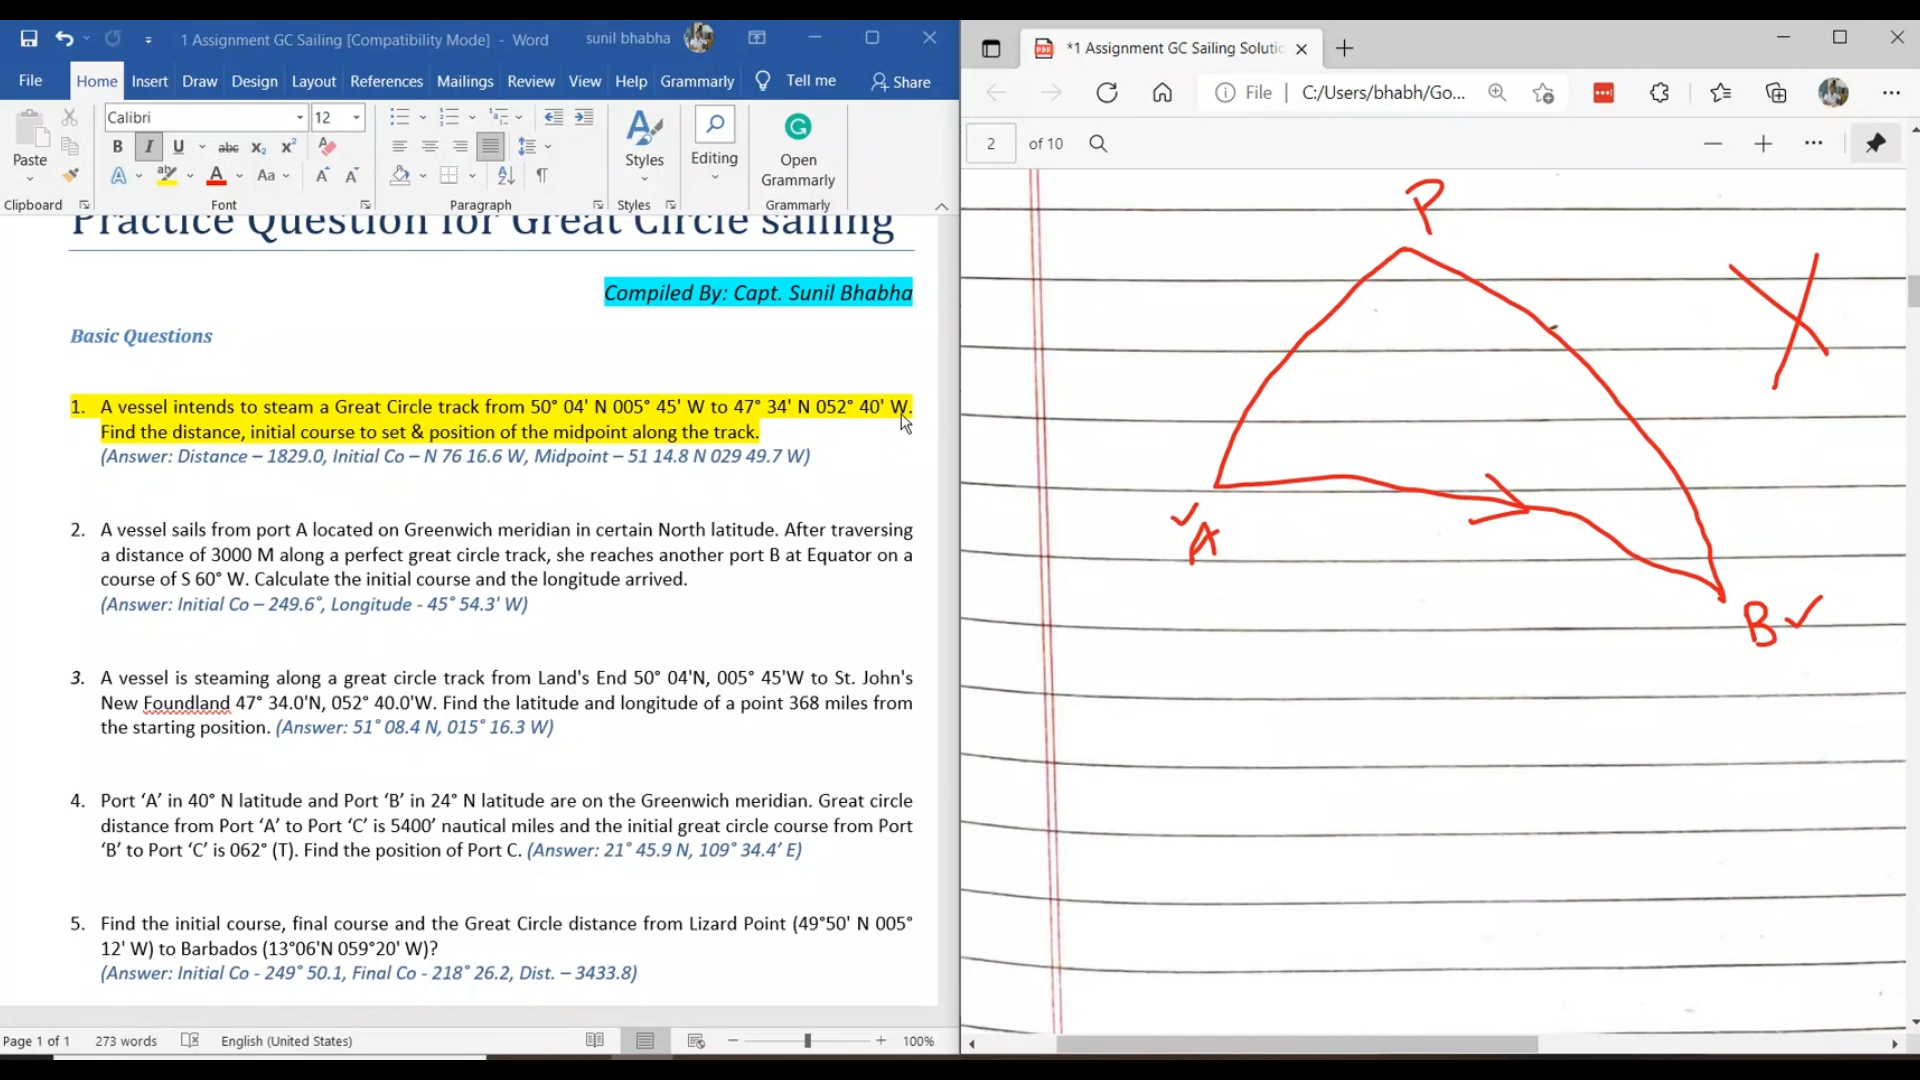 1 Assignment GC Sailing [Compatibility Mode] - Word
sunil bhabha
File Home Insert Draw Design Layout References Mailings Review View Help Grammarly Tell me Share
Calibri 12
Paste
Styles
Editing
Open Grammarly
Clipboard Font Paragraph Styles Grammarly
Practice Question for Great Circle sailing
Compiled By: Capt. Sunil Bhabha
Basic Questions
1. A vessel intends to steam a Great Circle track from 50° 04' N 005° 45' W to 47° 34' N 052° 40' W.
Find the distance, initial course to set & position of the midpoint along the track.
(Answer: Distance – 1829.0, Initial Co – N 76 16.6 W, Midpoint – 51 14.8 N 029 49.7 W)
2. A vessel sails from port A located on Greenwich meridian in certain North latitude. After traversing
a distance of 3000 M along a perfect great circle track, she reaches another port B at Equator on a
course of S 60° W. Calculate the initial course and the longitude arrived.
(Answer: Initial Co – 249.6°, Longitude - 45° 54.3' W)
3. A vessel is steaming along a great circle track from Land's End 50° 04'N, 005° 45'W to St. John's
New Foundland 47° 34.0'N, 052° 40.0'W. Find the latitude and longitude of a point 368 miles from
the starting position. (Answer: 51° 08.4 N, 015° 16.3 W)
4. Port ‘A’ in 40° N latitude and Port ‘B’ in 24° N latitude are on the Greenwich meridian. Great circle
distance from Port ‘A’ to Port ‘C’ is 5400’ nautical miles and the initial great circle course from Port
‘B’ to Port ‘C’ is 062° (T). Find the position of Port C. (Answer: 21° 45.9 N, 109° 34.4’ E)
5. Find the initial course, final course and the Great Circle distance from Lizard Point (49°50' N 005°
12' W) to Barbados (13°06'N 059°20' W)?
(Answer: Initial Co - 249° 50.1, Final Co - 218° 26.2, Dist. – 3433.8)
Page 1 of 1 273 words English (United States) 100%
*1 Assignment GC Sailing Soluti
File C:/Users/bhabh/Go...
2 of 10
P
A
B